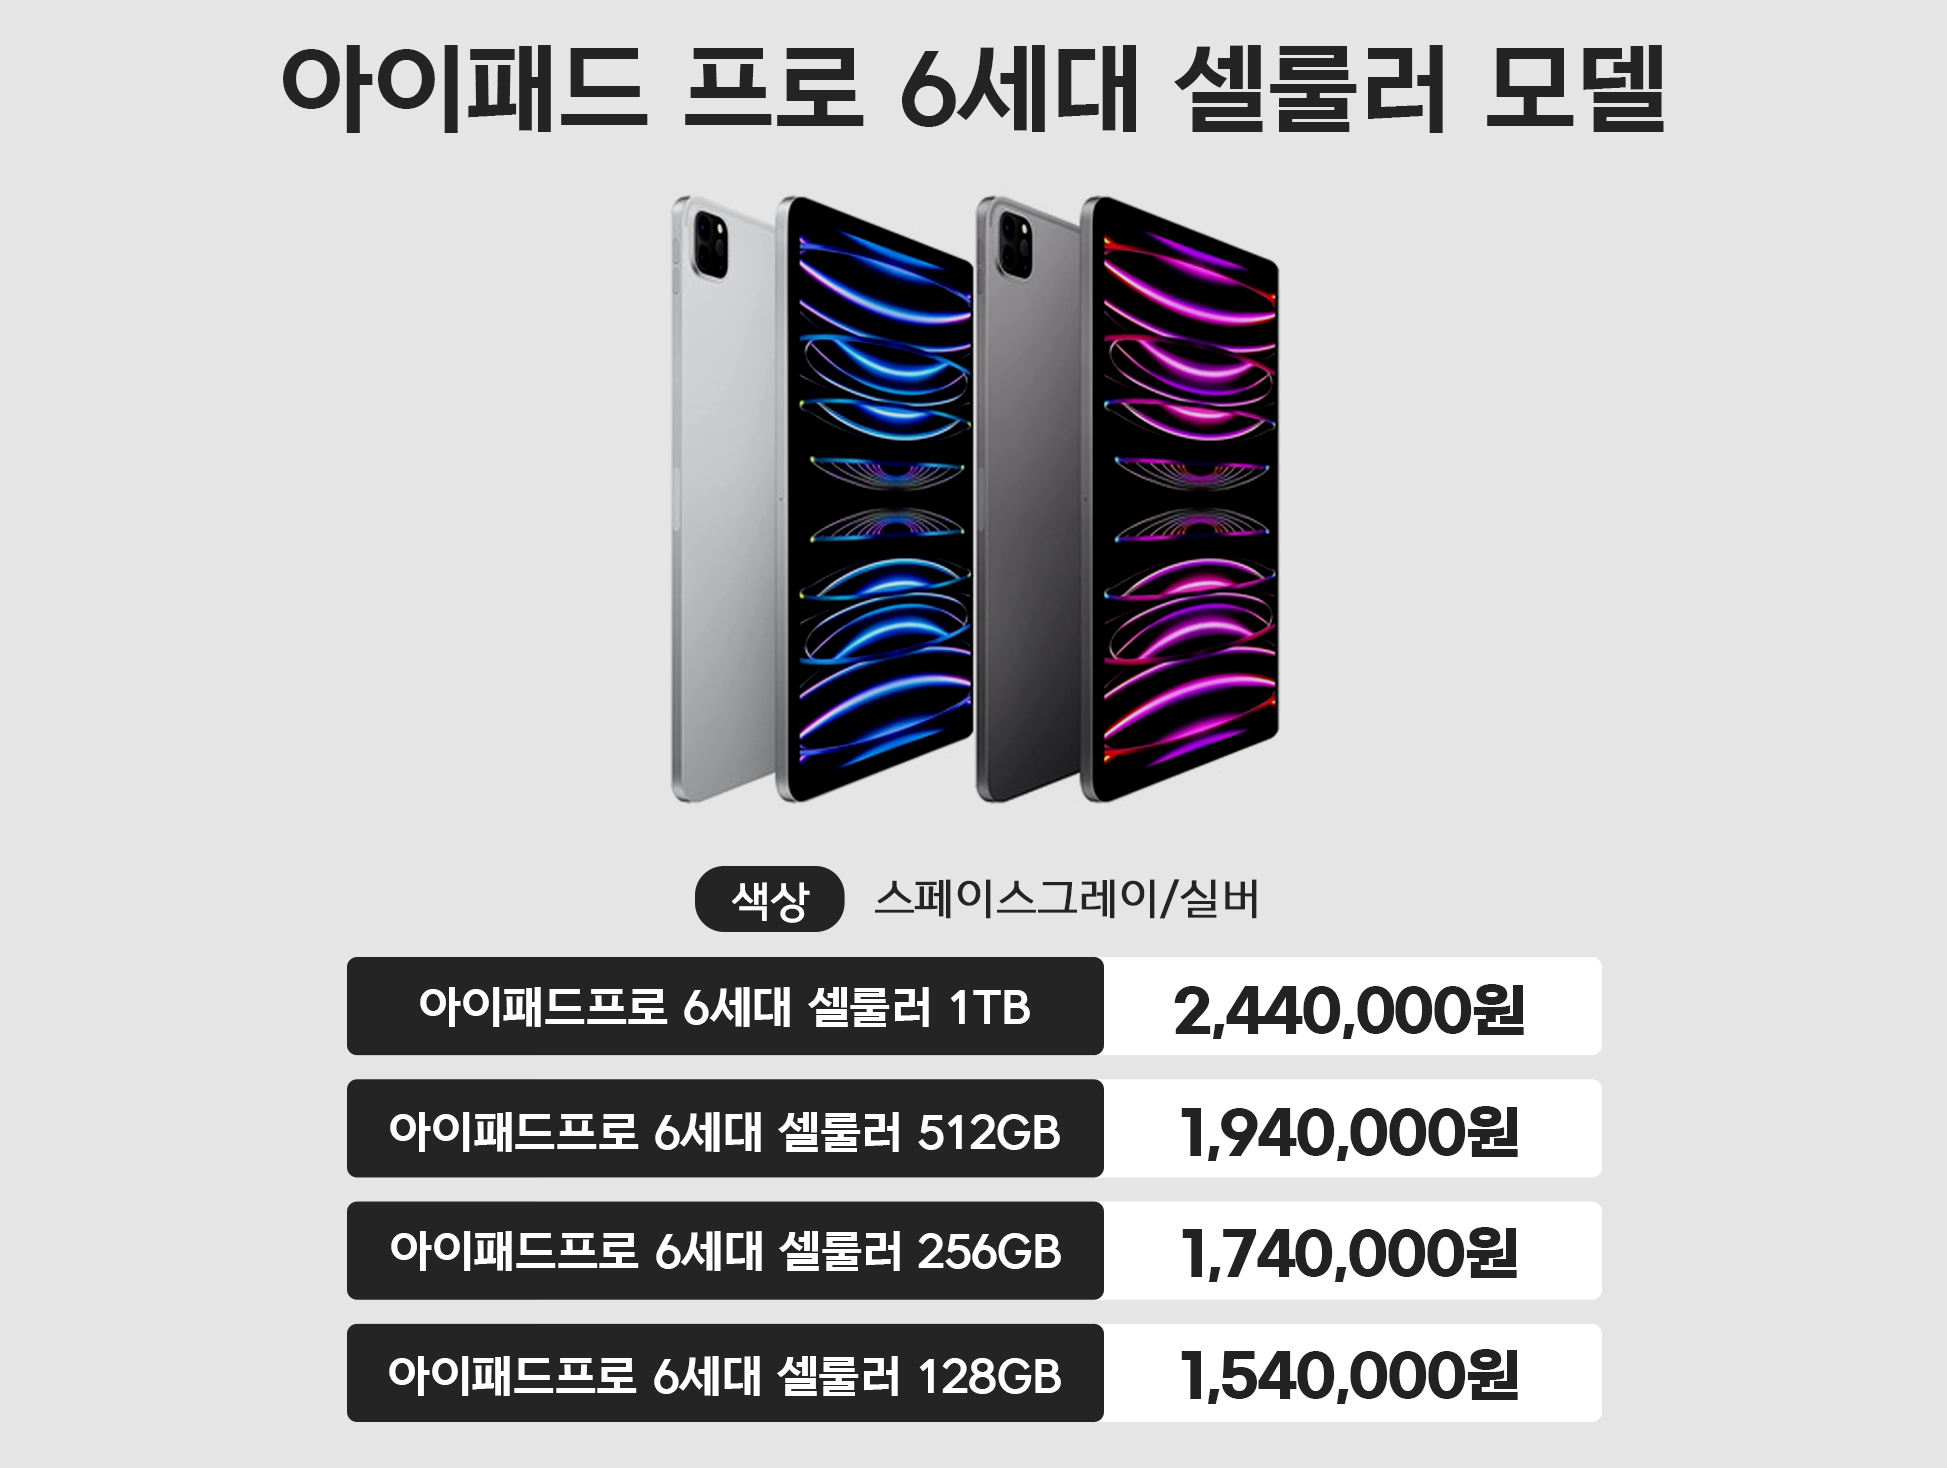 아이패드 프로 6세대 셀룰러 모델
색상 스페이스그레이/실버
아이패드프로 6세대 셀룰러 1TB 2,440,000원
아이패드프로 6세대 셀룰러 512GB 1,940,000원
아이패드프로 6세대 셀룰러 256GB 1,740,000원
아이패드프로 6세대 셀룰러 128GB 1,540,000원